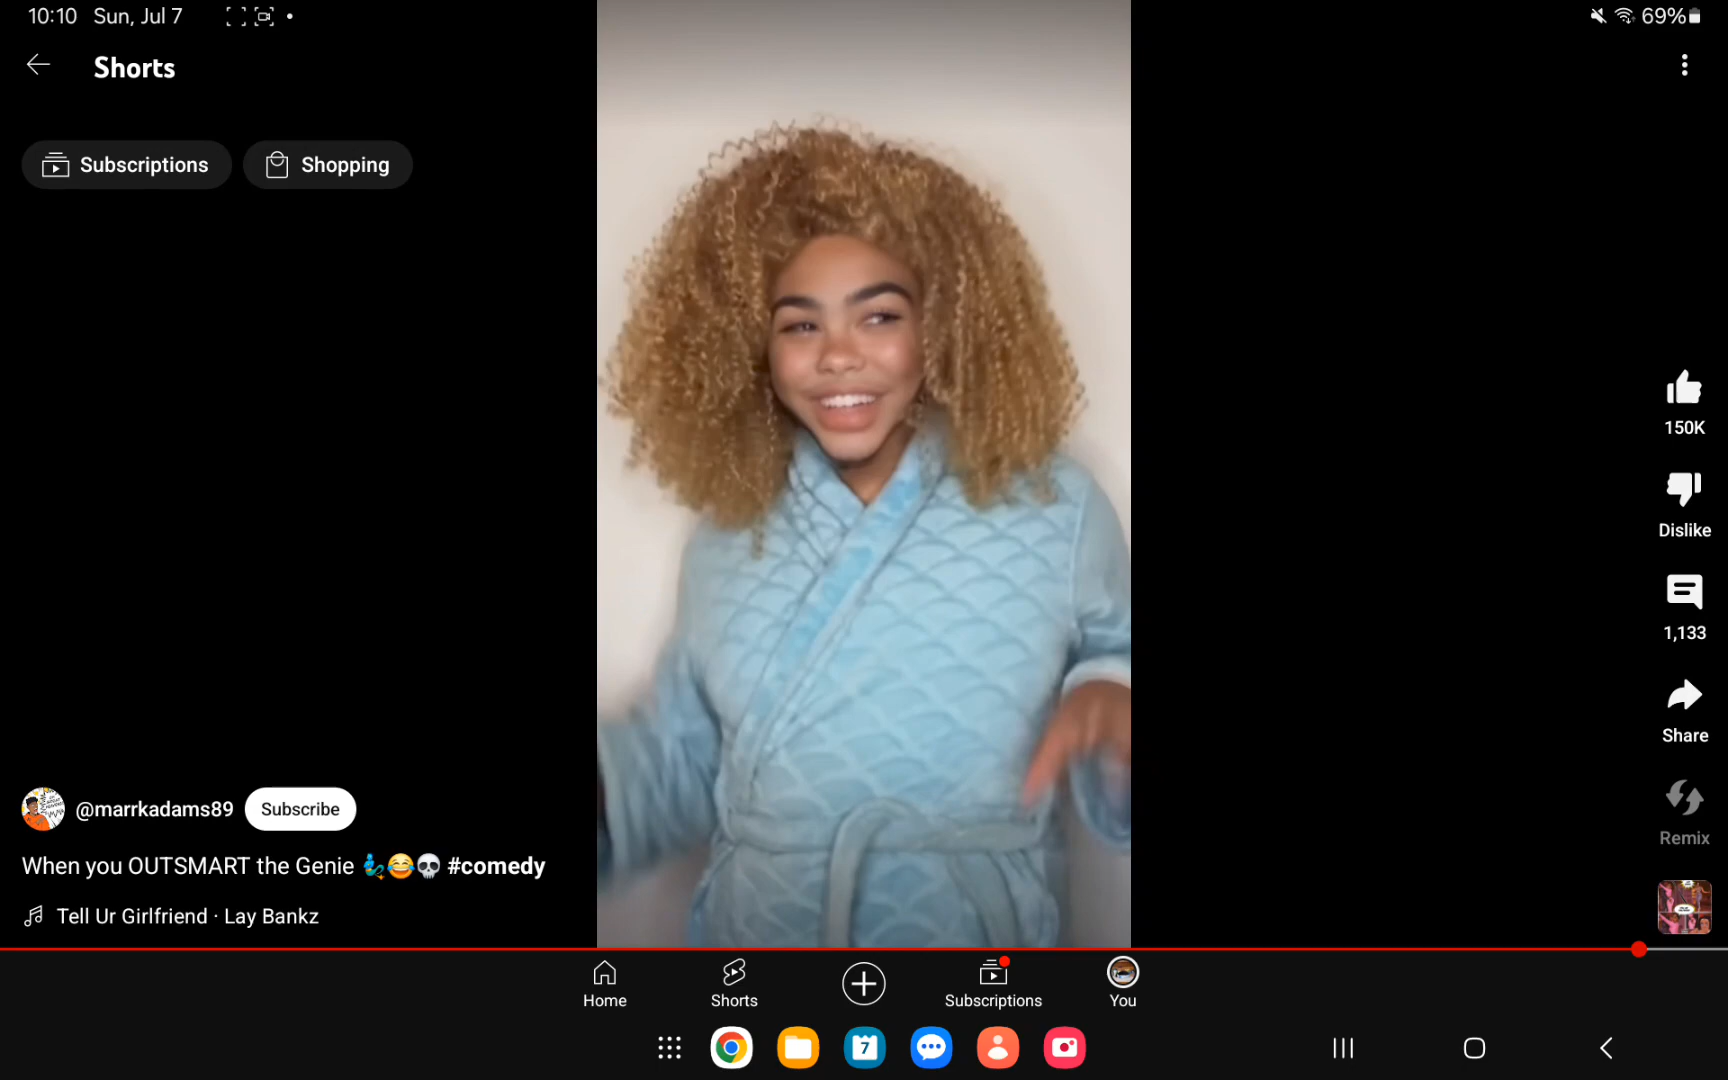 10:10 Sun, Jul 7
69%
Shorts
Subscriptions
Shopping
150K
Dislike
1,133
Share
Remix
@marrkadams89 Subscribe
When you OUTSMART the Genie 🧞‍♂️😂💀 #comedy
Tell Ur Girlfriend · Lay Bankz
Home
Shorts
Subscriptions
You
7